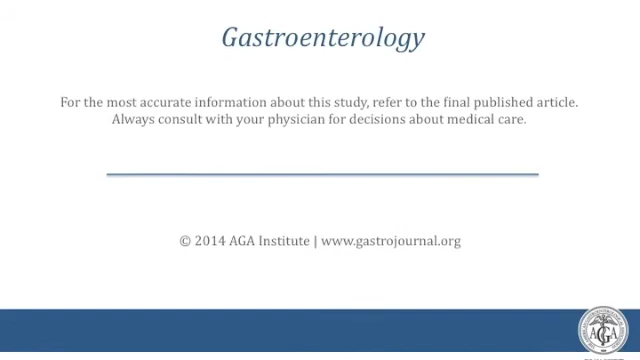 Gastroenterology
For the most accurate information about this study, refer to the final published article.
Always consult with your physician for decisions about medical care.
© 2014 AGA Institute | www.gastrojournal.org
AGA